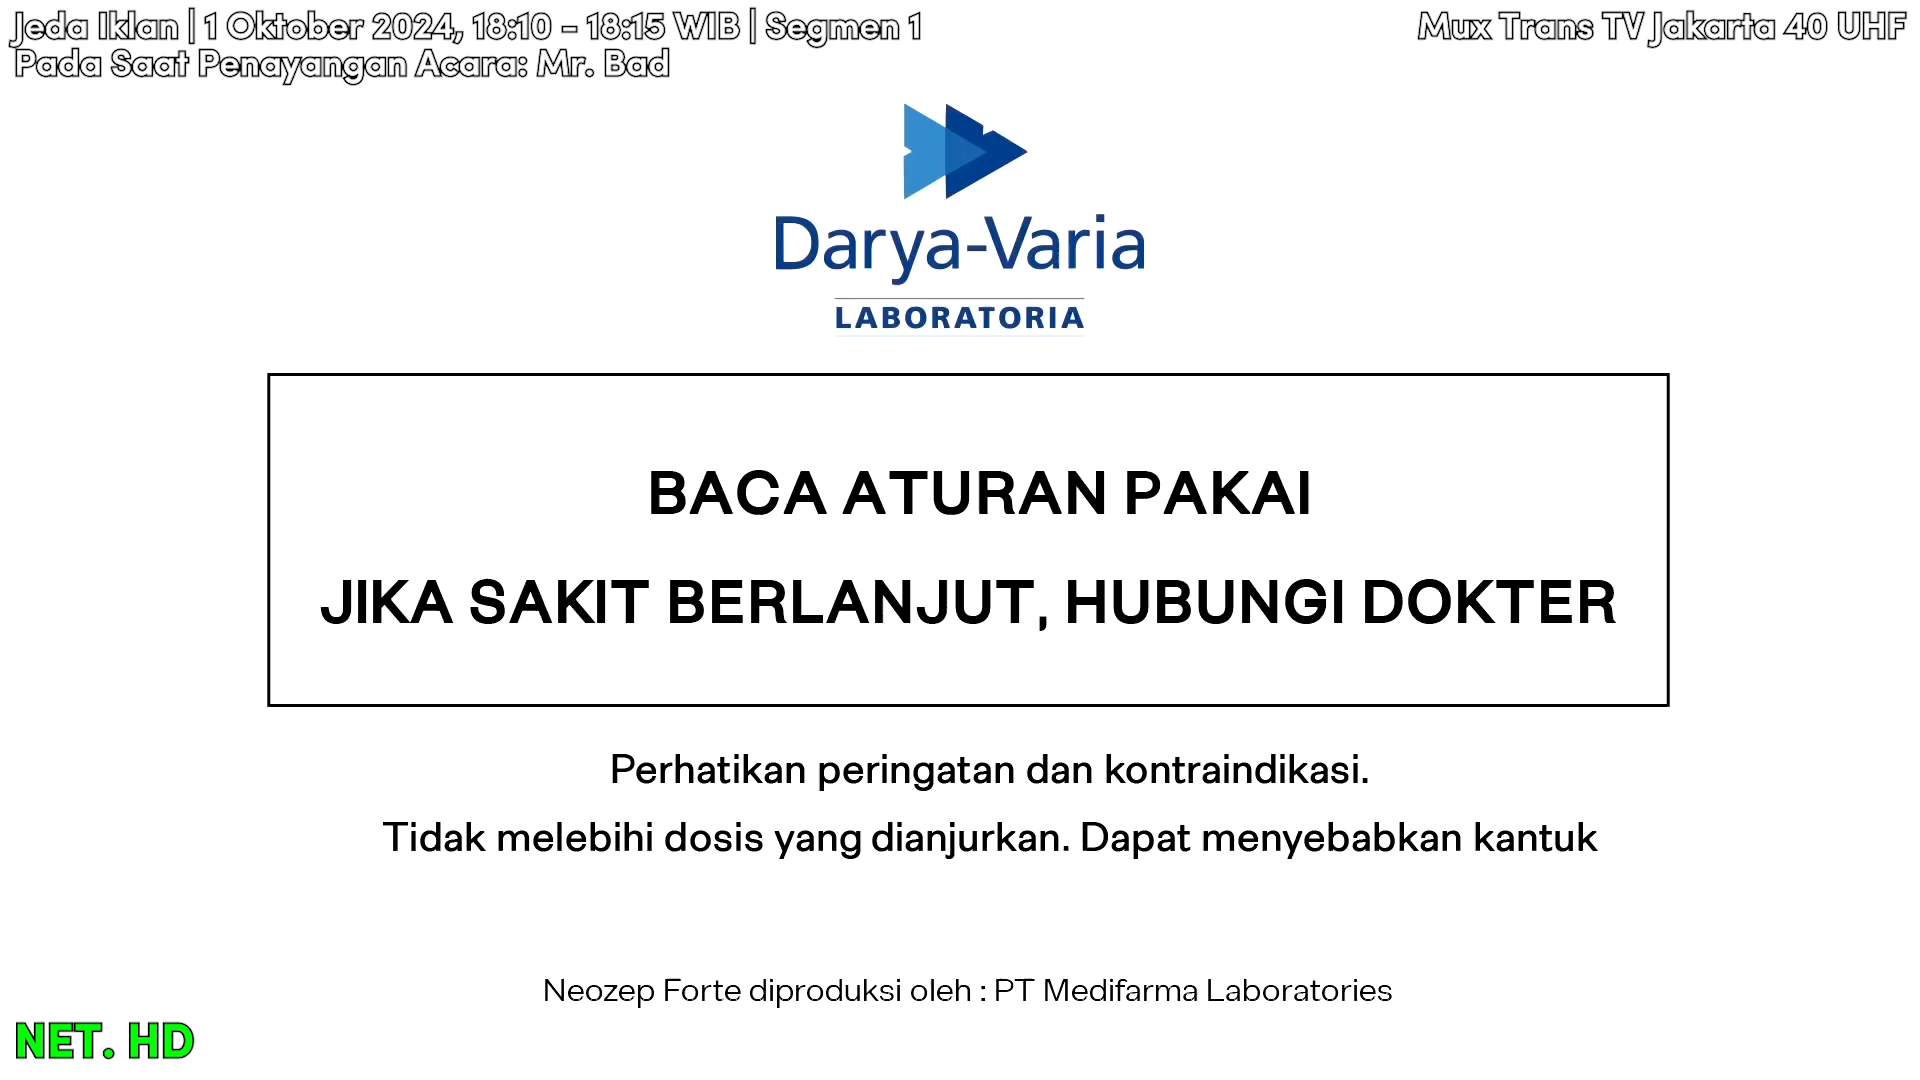 Jeda Iklan | 1 Oktober 2024, 18:10 - 18:15 WIB | Segmen 1
Pada Saat Penayangan Acara: Mr. Bad
Mux Trans TV Jakarta 40 UHF
Darya-Varia
LABORATORIA
BACA ATURAN PAKAI
JIKA SAKIT BERLANJUT, HUBUNGI DOKTER
Perhatikan peringatan dan kontraindikasi.
Tidak melebihi dosis yang dianjurkan. Dapat menyebabkan kantuk
Neozep Forte diproduksi oleh : PT Medifarma Laboratories
NET. HD